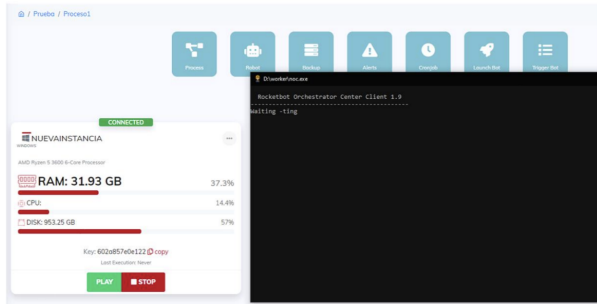 / Prueba / Proceso1
Process
Robot
Backup
Alerts
Cronjob
Launch Bot
Trigger Bot
D:\worker\noc.exe
Rocketbot Orchestrator Center Client 1.9
----------------------------------------
Waiting -ting
CONNECTED
NUEVAINSTANCIA
WINDOWS
AMD Ryzen 5 3600 6-Core Processor
RAM: 31.93 GB 37.3%
CPU: 14.4%
DISK: 953.25 GB 57%
Key: 602a857e0e122 copy
Last Execution: Never
PLAY STOP